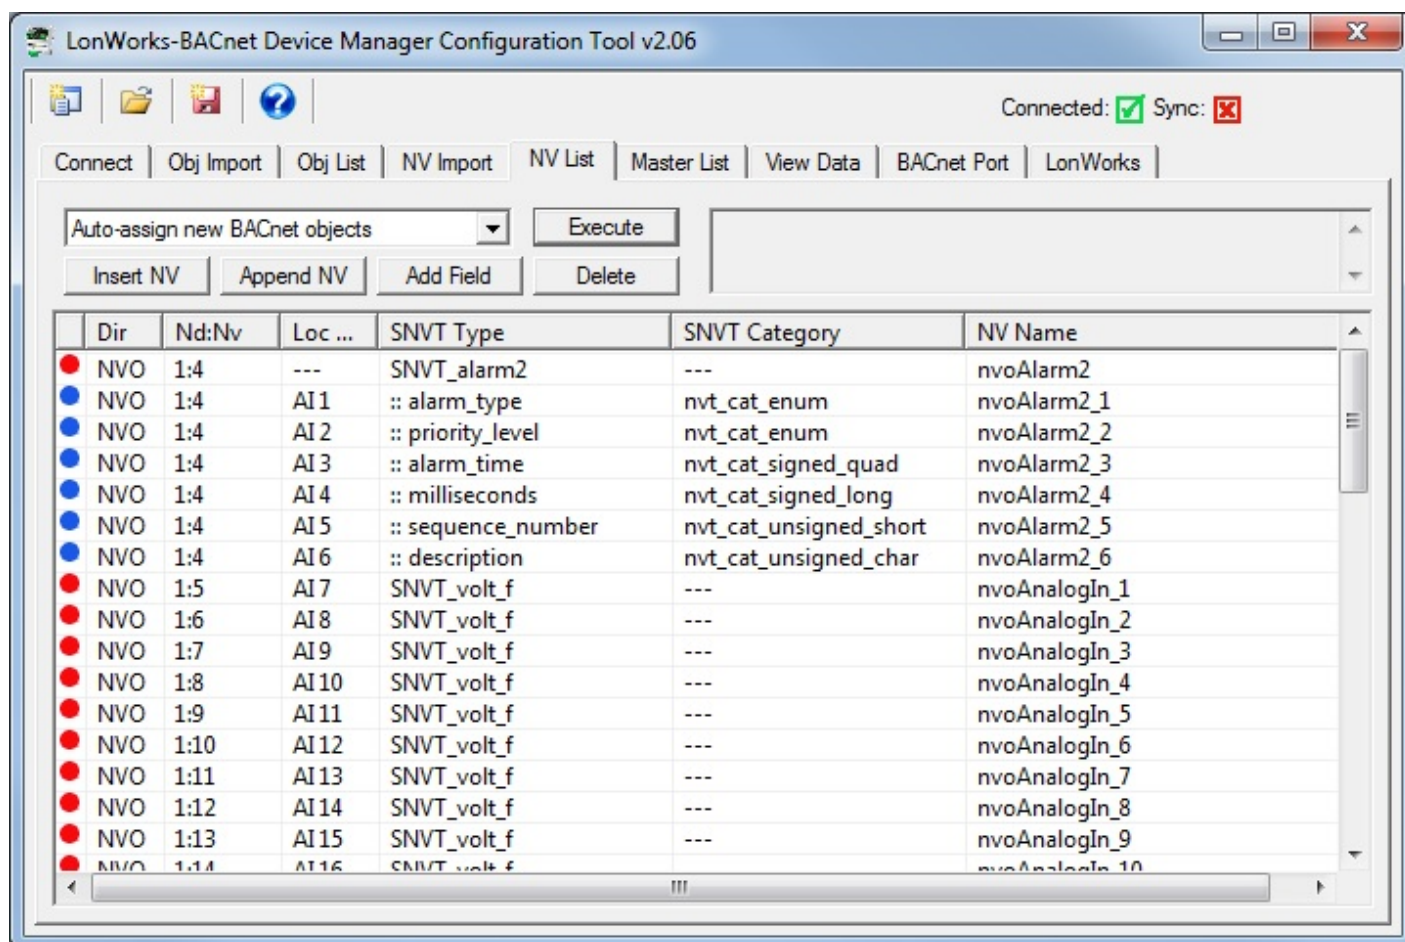 LonWorks-BACnet Device Manager Configuration Tool v2.06
Connected: Sync:
Connect Obj Import Obj List NV Import NV List Master List View Data BACnet Port LonWorks
Auto-assign new BACnet objects Execute
Insert NV Append NV Add Field Delete
Dir Nd:Nv Loc ... SNVT Type SNVT Category NV Name
NVO 1:4 --- SNVT_alarm2 --- nvoAlarm2
NVO 1:4 AI 1 :: alarm_type nvt_cat_enum nvoAlarm2_1
NVO 1:4 AI 2 :: priority_level nvt_cat_enum nvoAlarm2_2
NVO 1:4 AI 3 :: alarm_time nvt_cat_signed_quad nvoAlarm2_3
NVO 1:4 AI 4 :: milliseconds nvt_cat_signed_long nvoAlarm2_4
NVO 1:4 AI 5 :: sequence_number nvt_cat_unsigned_short nvoAlarm2_5
NVO 1:4 AI 6 :: description nvt_cat_unsigned_char nvoAlarm2_6
NVO 1:5 AI 7 SNVT_volt_f --- nvoAnalogIn_1
NVO 1:6 AI 8 SNVT_volt_f --- nvoAnalogIn_2
NVO 1:7 AI 9 SNVT_volt_f --- nvoAnalogIn_3
NVO 1:8 AI 10 SNVT_volt_f --- nvoAnalogIn_4
NVO 1:9 AI 11 SNVT_volt_f --- nvoAnalogIn_5
NVO 1:10 AI 12 SNVT_volt_f --- nvoAnalogIn_6
NVO 1:11 AI 13 SNVT_volt_f --- nvoAnalogIn_7
NVO 1:12 AI 14 SNVT_volt_f --- nvoAnalogIn_8
NVO 1:13 AI 15 SNVT_volt_f --- nvoAnalogIn_9
NVO 1:14 AI 16 SNVT_volt_f nvoAnalogIn_10